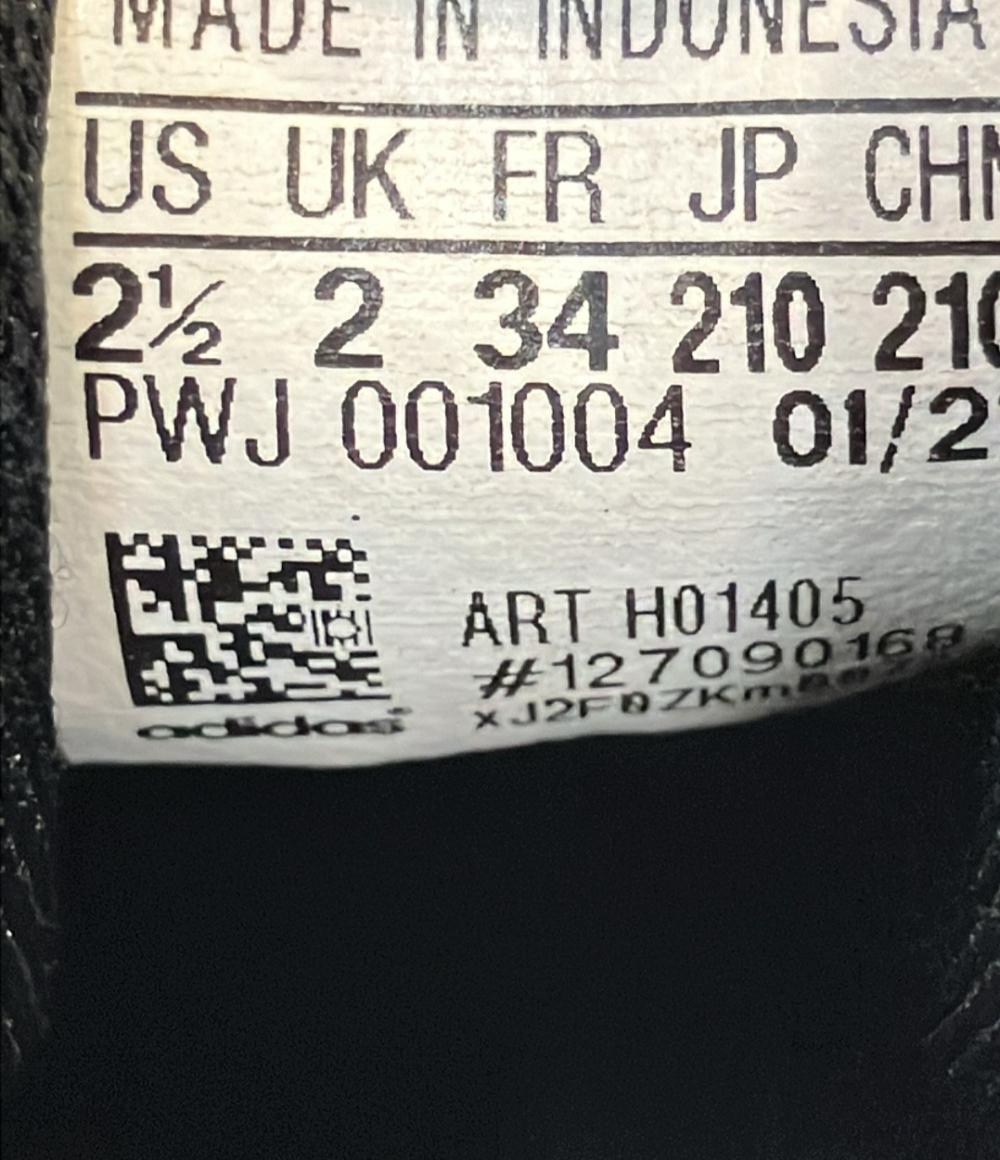 MADE IN INDONESIA
US UK FR JP CHN
2½ 2 34 210 210
PWJ 001004 01/2
ART H01405
#127090168
adidas